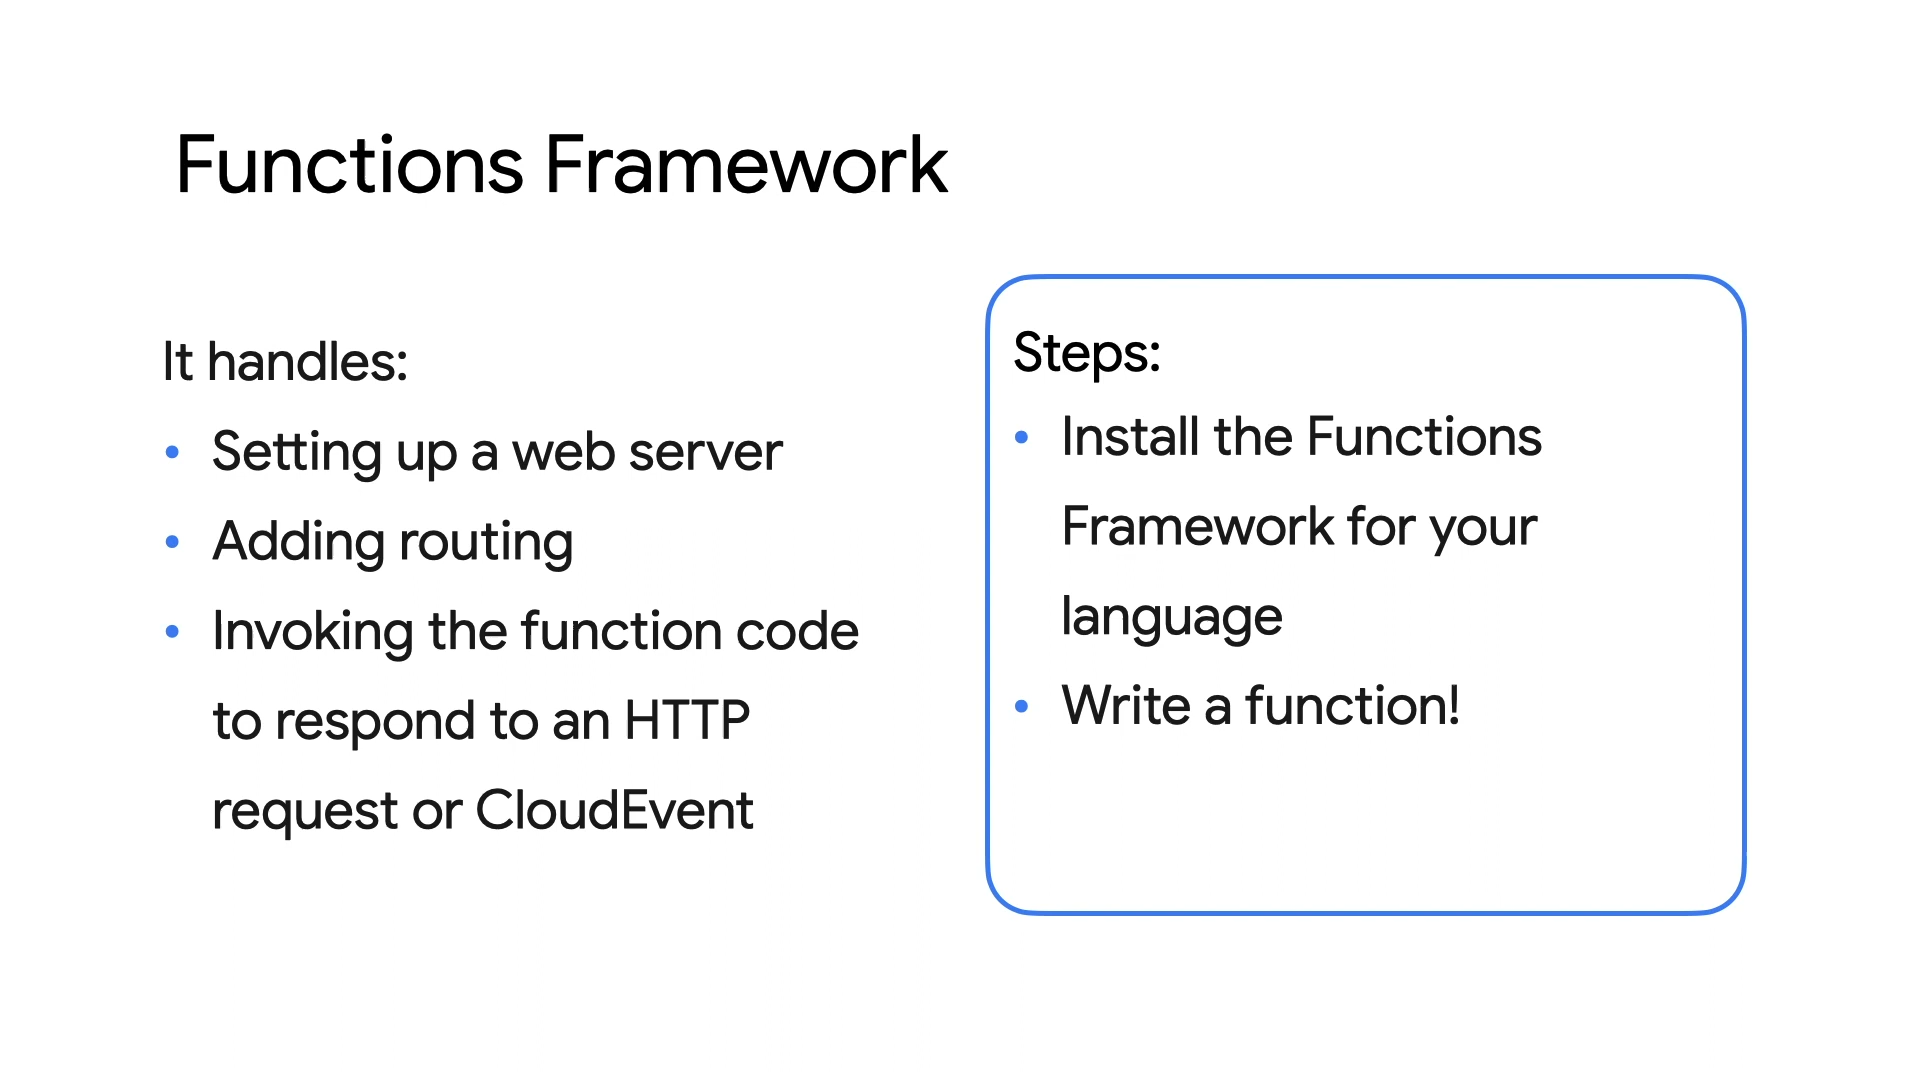 Functions Framework
It handles:
• Setting up a web server
• Adding routing
• Invoking the function code
to respond to an HTTP
request or CloudEvent
Steps:
• Install the Functions
Framework for your
language
• Write a function!